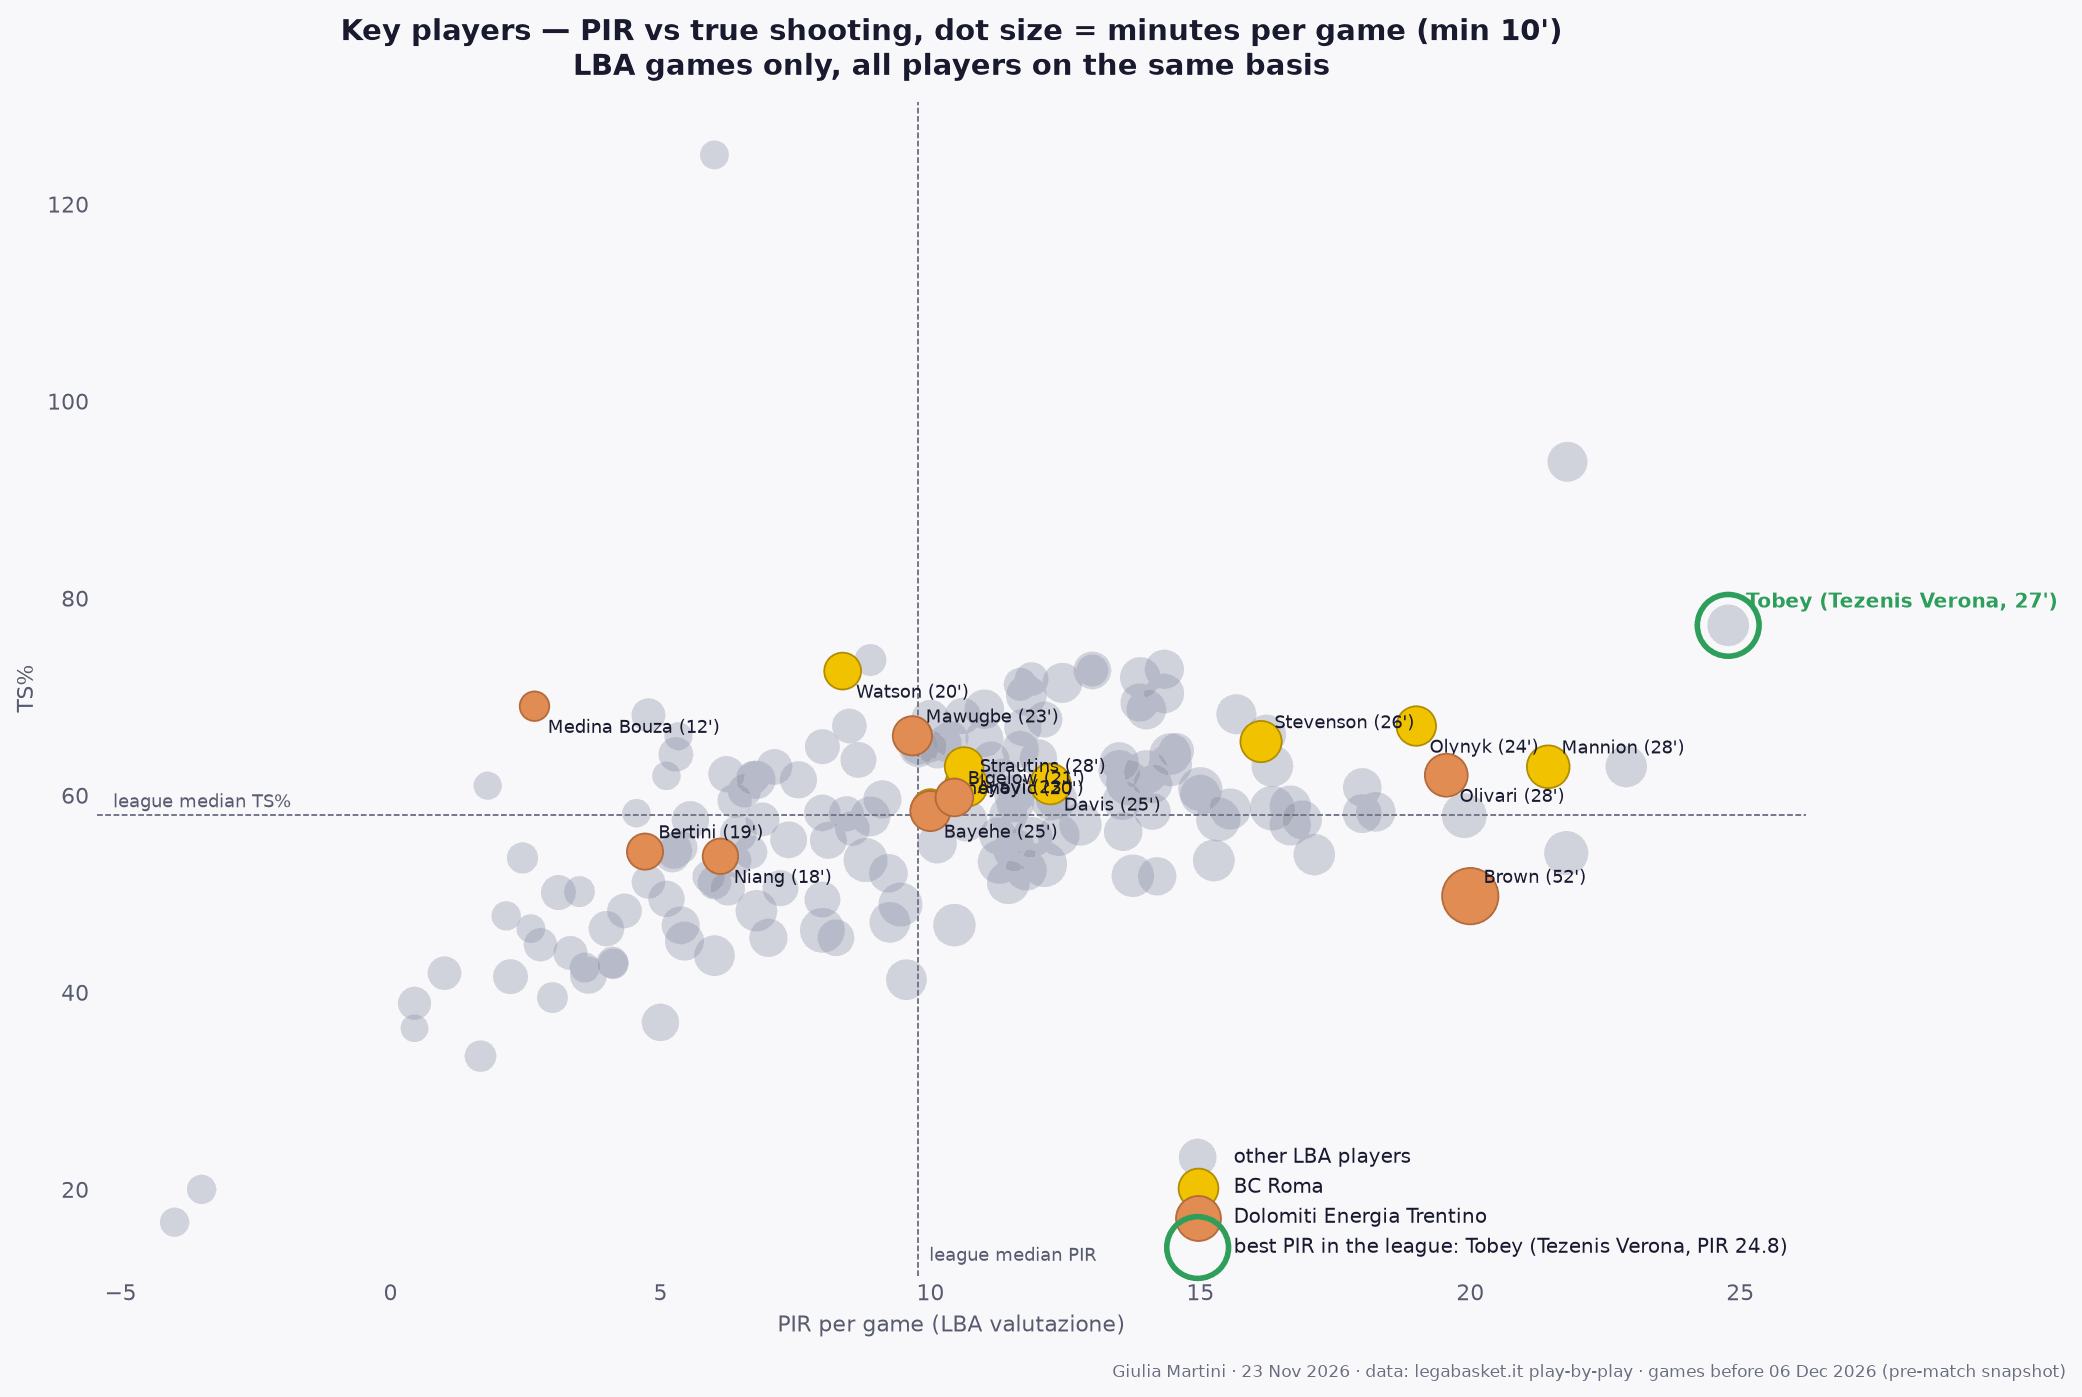 Key players — PIR vs true shooting, dot size = minutes per game (min 10')
LBA games only, all players on the same basis
120
100
80
60
40
20
TS%
Tobey (Tezenis Verona, 27')
Watson (20')
Medina Bouza (12')
Mawugbe (23')
Stevenson (26')
Olynyk (24')
Mannion (28')
Strautins (28')
Bigelow (21')
Olivari (28')
league median TS%
Davis (25')
Bertini (19')
Bayehe (25')
Niang (18')
Brown (52')
other LBA players
BC Roma
Dolomiti Energia Trentino
best PIR in the league: Tobey (Tezenis Verona, PIR 24.8)
league median PIR
−5
0
5
10
15
20
25
PIR per game (LBA valutazione)
Giulia Martini · 23 Nov 2026 · data: legabasket.it play-by-play · games before 06 Dec 2026 (pre-match snapshot)